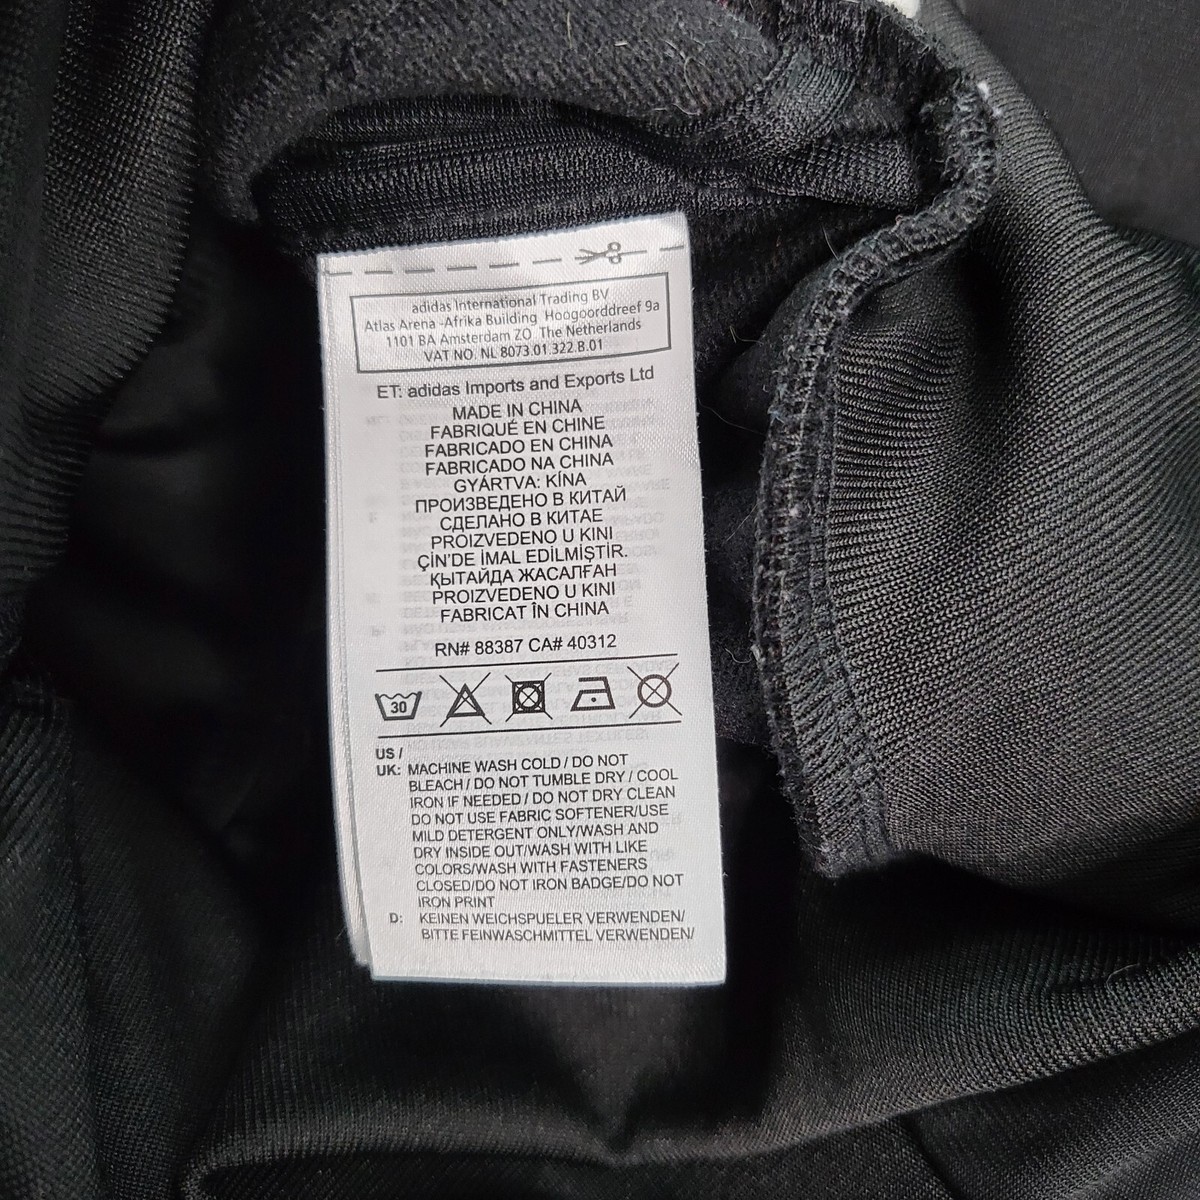 adidas International Trading BV
Atlas Arena -Afrika Building Hoogoorddreef 9a
1101 BA Amsterdam ZO The Netherlands
VAT NO. NL 8073.01.322.B.01
ET: adidas Imports and Exports Ltd
MADE IN CHINA
FABRIQUÉ EN CHINE
FABRICADO EN CHINA
FABRICADO NA CHINA
GYÁRTVA: KÍNA
ПРОИЗВЕДЕНО В КИТАЙ
СДЕЛАНО В КИТАЕ
PROIZVEDENO U KINI
ÇİN'DE İMAL EDİLMİŞTİR.
ҚЫТАЙДА ЖАСАЛҒАН
PROIZVEDENO U KINI
FABRICAT ÎN CHINA
RN# 88387 CA# 40312
30
US /
UK: MACHINE WASH COLD / DO NOT
BLEACH / DO NOT TUMBLE DRY / COOL
IRON IF NEEDED / DO NOT DRY CLEAN
DO NOT USE FABRIC SOFTENER/USE
MILD DETERGENT ONLY/WASH AND
DRY INSIDE OUT/WASH WITH LIKE
COLORS/WASH WITH FASTENERS
CLOSED/DO NOT IRON BADGE/DO NOT
IRON PRINT
D: KEINEN WEICHSPUELER VERWENDEN/
BITTE FEINWASCHMITTEL VERWENDEN/